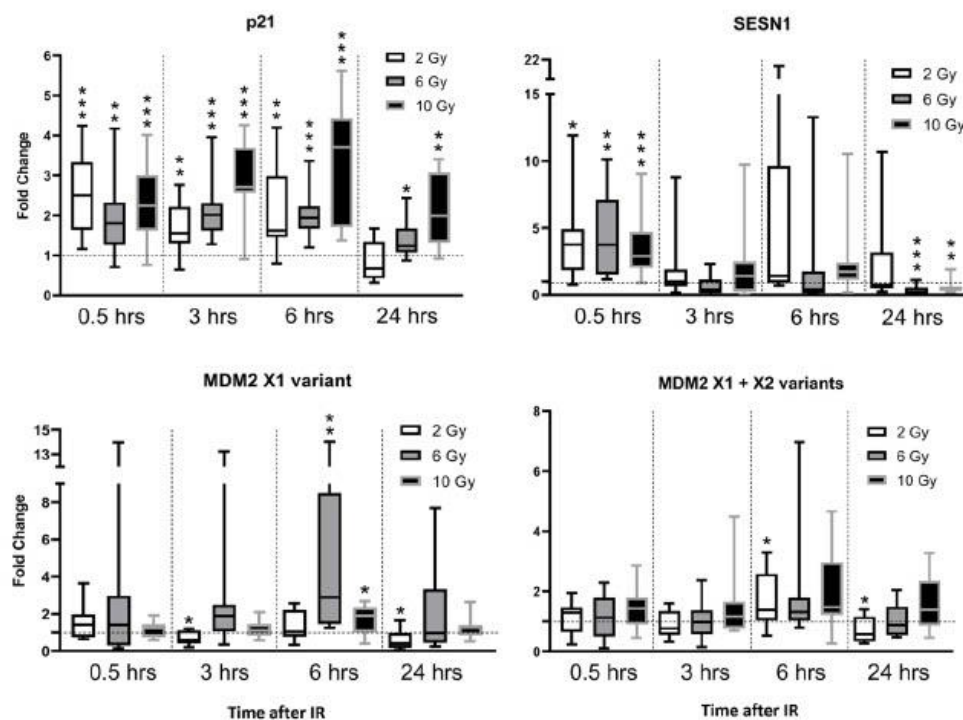 p21
6
5
4
3
2
1
0
Fold Change
2 Gy
6 Gy
10 Gy
***
**
***
**
***
***
**
***
***
*
**
0.5 hrs
3 hrs
6 hrs
24 hrs
SESN1
22
15
10
5
0
2 Gy
6 Gy
10 Gy
*
**
***
***
**
0.5 hrs
3 hrs
6 hrs
24 hrs
MDM2 X1 variant
15
13
8
6
4
2
0
Fold Change
2 Gy
6 Gy
10 Gy
*
**
*
*
0.5 hrs
3 hrs
6 hrs
24 hrs
Time after IR
MDM2 X1 + X2 variants
8
6
4
2
0
2 Gy
6 Gy
10 Gy
*
*
0.5 hrs
3 hrs
6 hrs
24 hrs
Time after IR